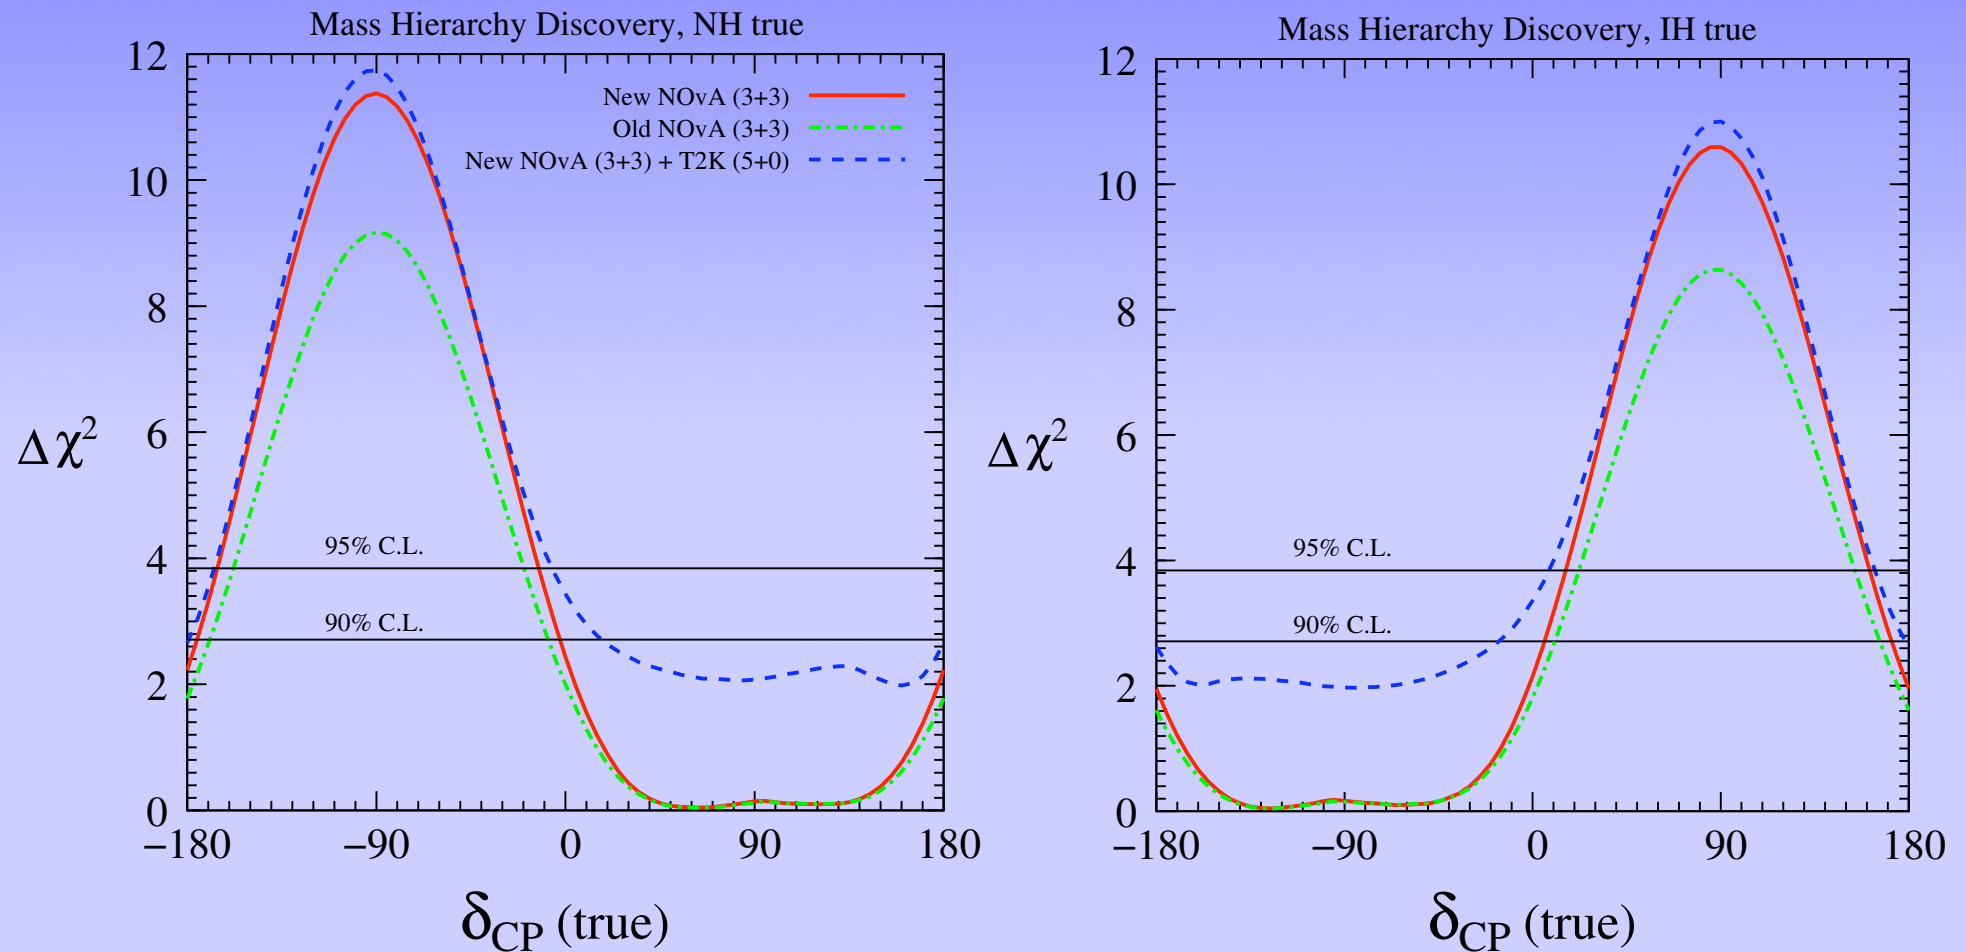 Mass Hierarchy Discovery, NH true
12
10
8
6
4
2
0
Δχ²
New NOvA (3+3)
Old NOvA (3+3)
New NOvA (3+3) + T2K (5+0)
95% C.L.
90% C.L.
−180
−90
0
90
180
δCP (true)
Mass Hierarchy Discovery, IH true
12
10
8
6
4
2
0
Δχ²
95% C.L.
90% C.L.
−180
−90
0
90
180
δCP (true)